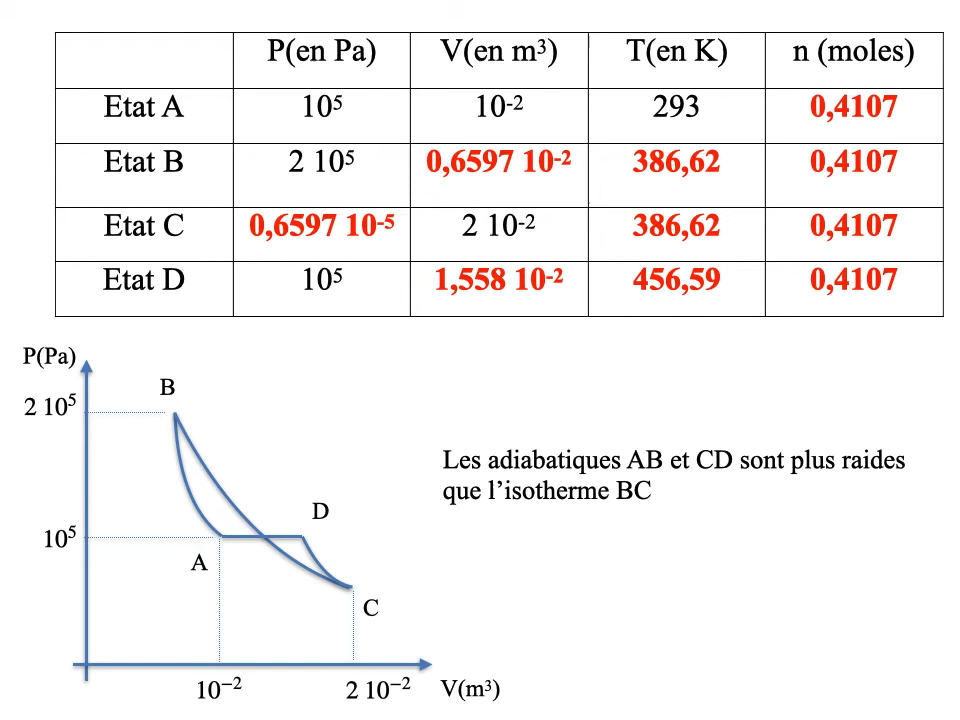 P(en Pa) V(en m³) T(en K) n (moles)
Etat A 10⁵ 10⁻² 293 0,4107
Etat B 2 10⁵ 0,6597 10⁻² 386,62 0,4107
Etat C 0,6597 10⁻⁵ 2 10⁻² 386,62 0,4107
Etat D 10⁵ 1,558 10⁻² 456,59 0,4107
P(Pa)
B
2 10⁵
Les adiabatiques AB et CD sont plus raides
que l’isotherme BC
D
10⁵
A
C
10⁻² 2 10⁻² V(m³)